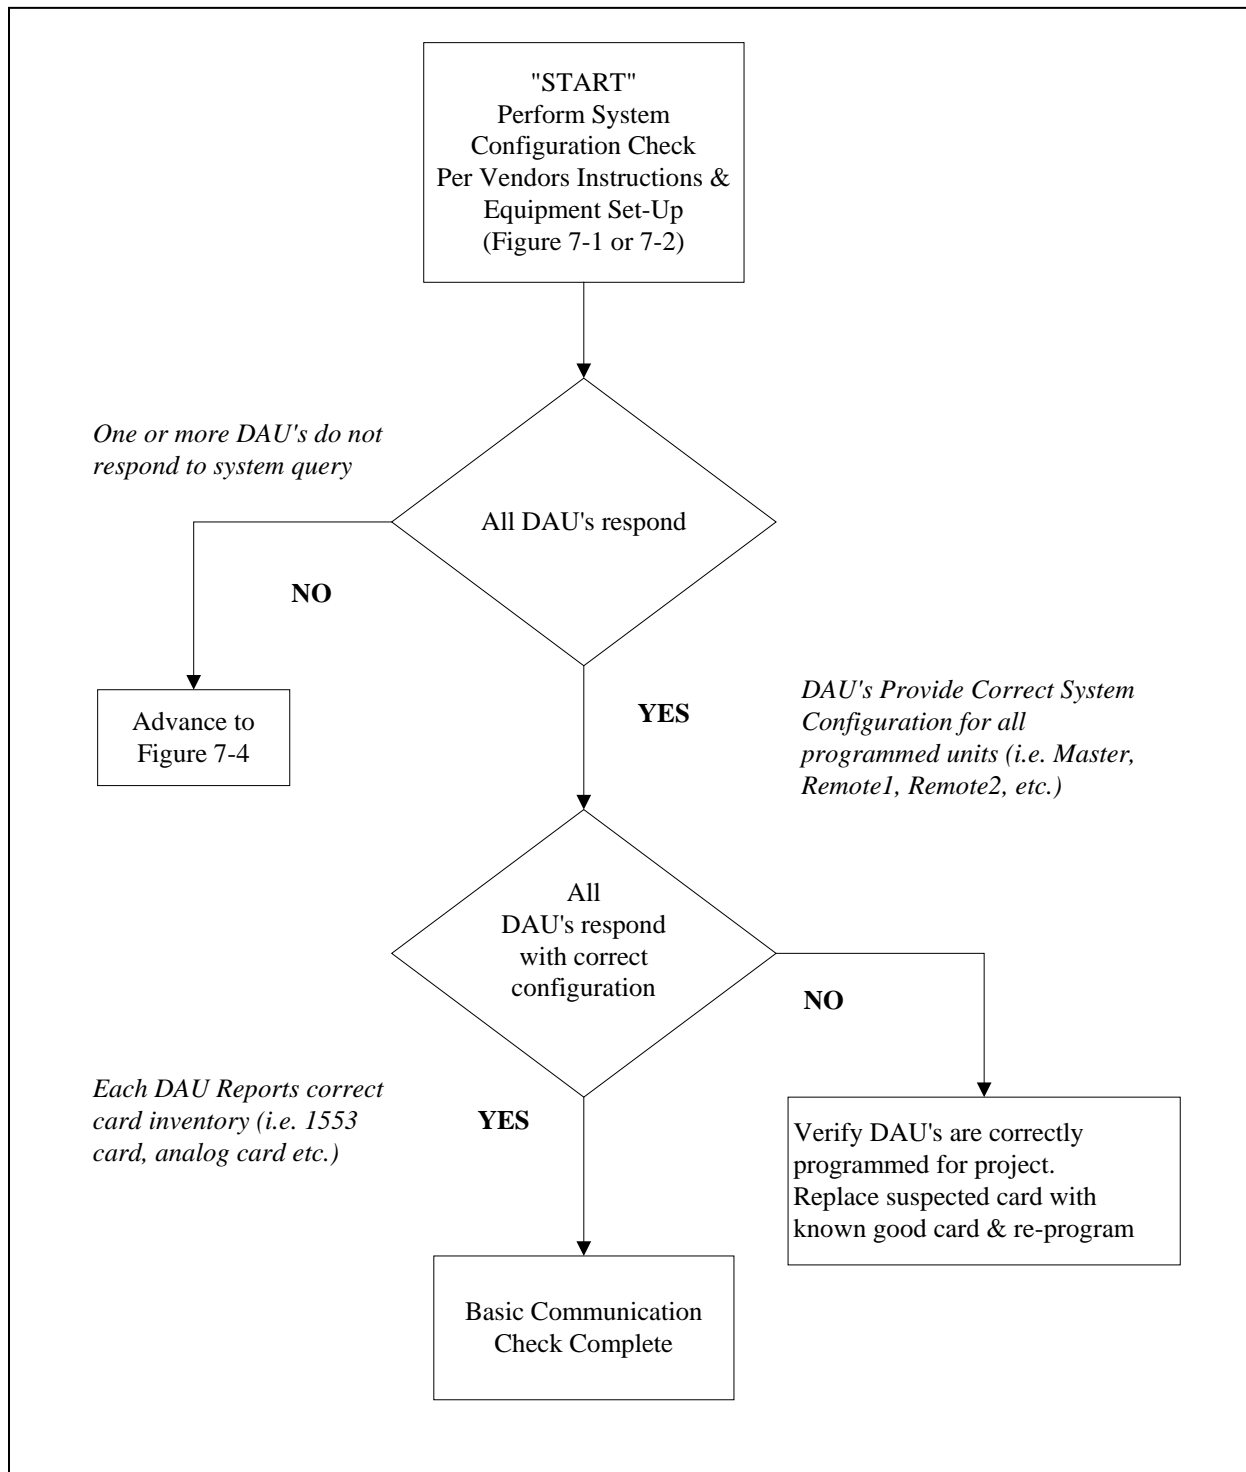 "START"
Perform System
Configuration Check
Per Vendors Instructions &
Equipment Set-Up
(Figure 7-1 or 7-2)
One or more DAU's do not
respond to system query
All DAU's respond
NO
Advance to
Figure 7-4
YES
DAU's Provide Correct System
Configuration for all
programmed units (i.e. Master,
Remote1, Remote2, etc.)
All
DAU's respond
with correct
configuration
NO
Each DAU Reports correct
card inventory (i.e. 1553
card, analog card etc.)
YES
Verify DAU's are correctly
programmed for project.
Replace suspected card with
known good card & re-program
Basic Communication
Check Complete